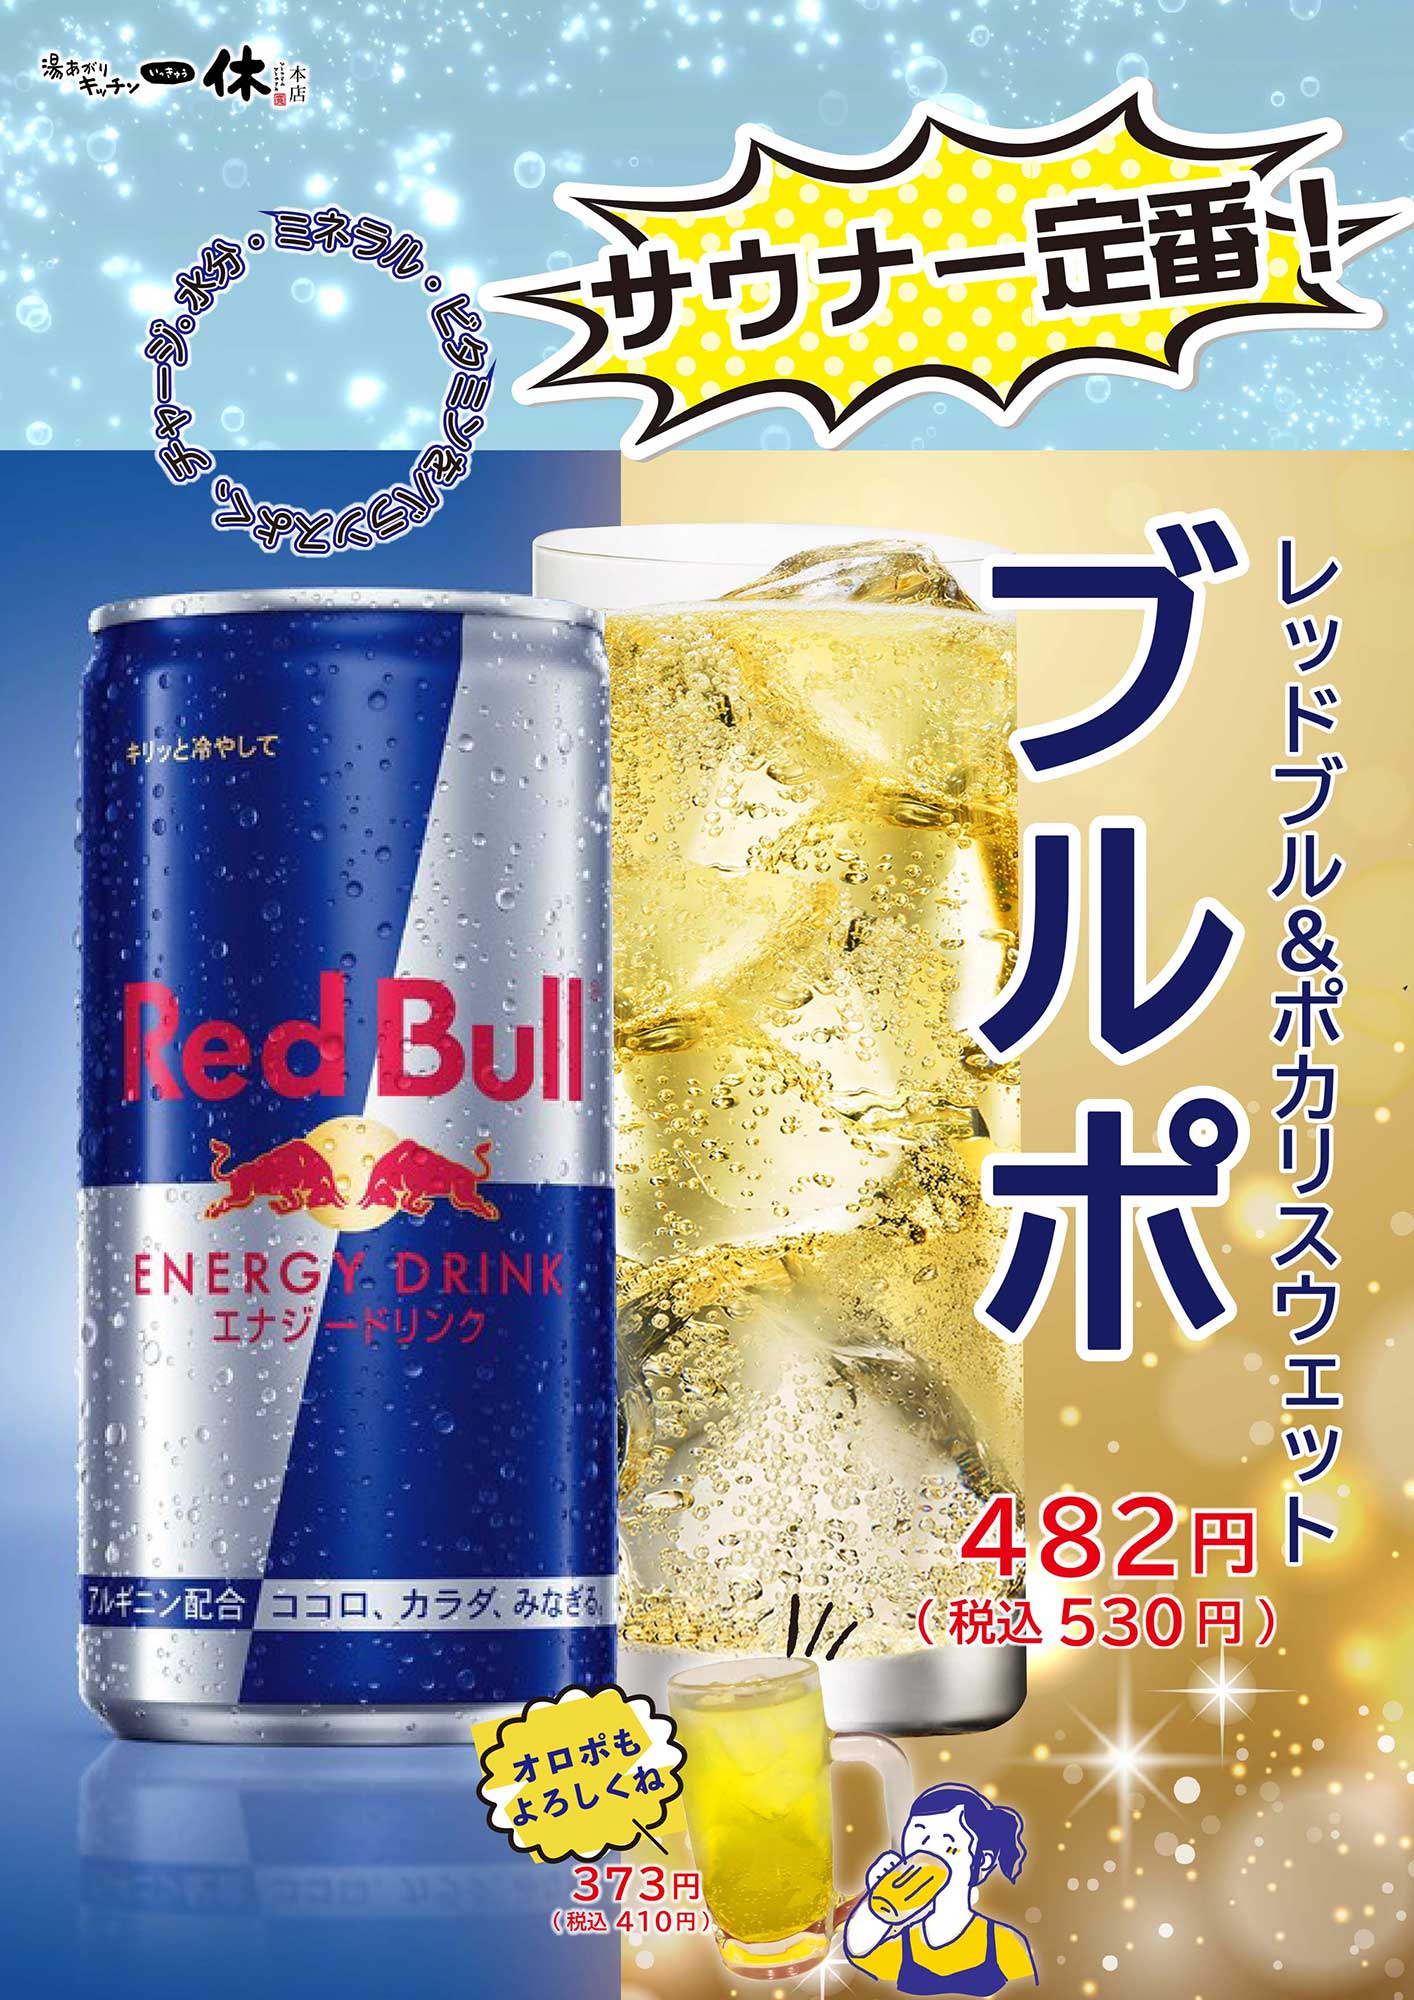 湯あがり
キッチン
いっきゅう
一休
本店
サウナー定番！
水分・ミネラル・ビタミンをバランスよく。チャージ。
レッドブル&ポカリスウェット
ブルポ
キリッと冷やして
Red Bull
ENERGY DRINK
エナジードリンク
アルギニン配合
ココロ、カラダ、みなぎる。
482円
(税込530円)
オロポも
よろしくね
373円
(税込410円)